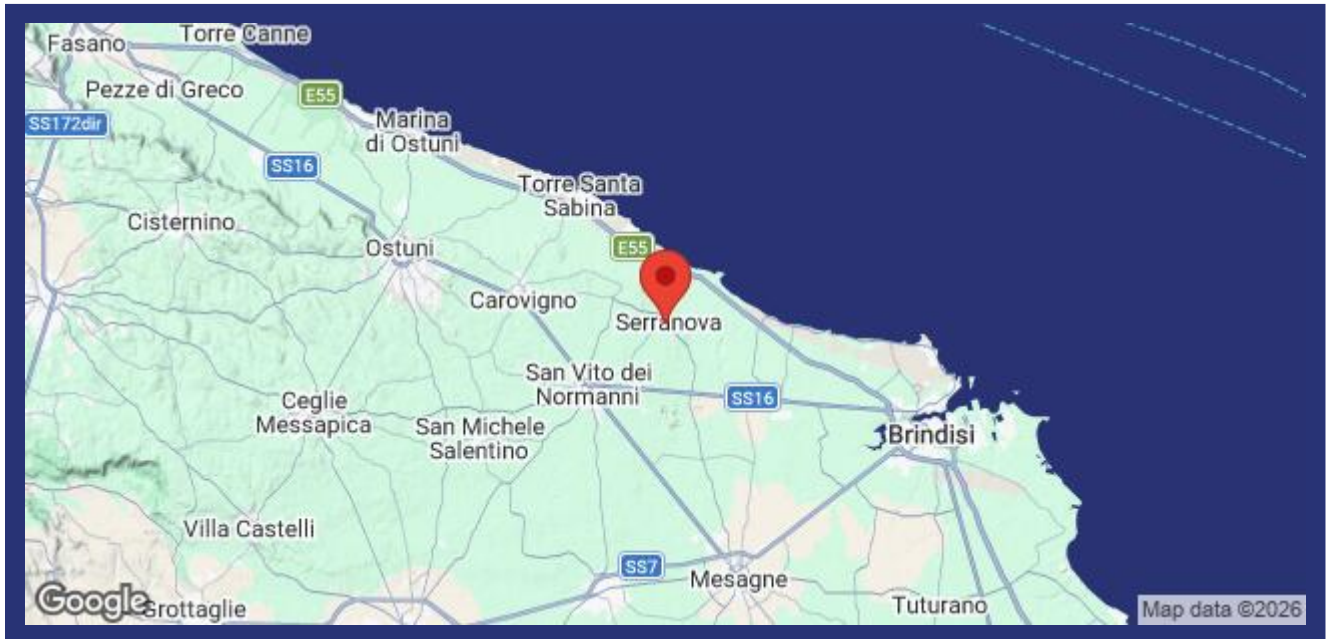 Torre Canne
Fasano
Pezze di Greco
E55
SS172dir
Marina
di Ostuni
SS16
Torre Santa
Sabina
Cisternino
Ostuni
E55
Carovigno
Serranova
San Vito dei
Normanni
SS16
Ceglie
Messapica
San Michele
Salentino
Brindisi
Villa Castelli
SS7
Mesagne
Google
Grottaglie
Tuturano
Map data ©2026